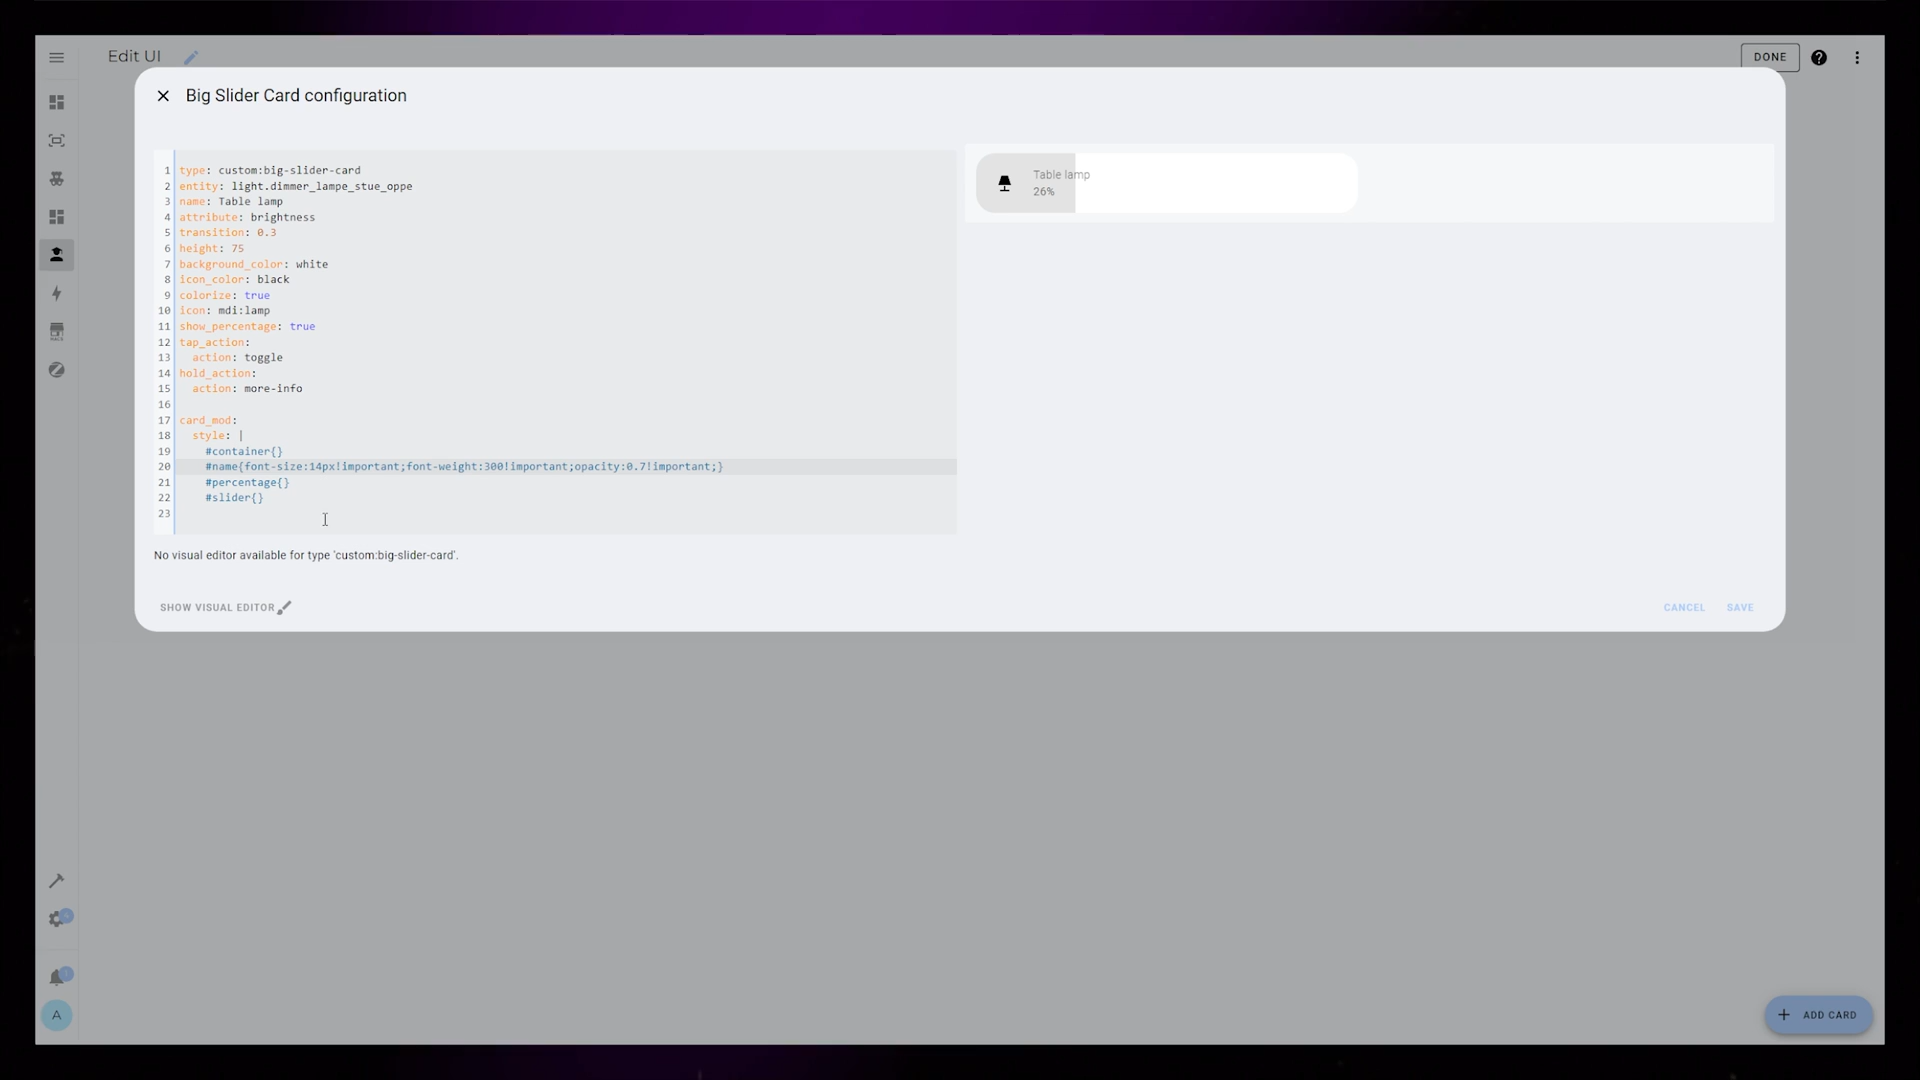 Edit UI
DONE
Big Slider Card configuration
1 type: custom:big-slider-card
2 entity: light.dimmer_lampe_stue_oppe
3 name: Table lamp
4 attribute: brightness
5 transition: 0.3
6 height: 75
7 background_color: white
8 icon_color: black
9 colorize: true
10 icon: mdi:lamp
11 show_percentage: true
12 tap_action:
13 action: toggle
14 hold_action:
15 action: more-info
16
17 card_mod:
18 style: |
19 #container{}
20 #name{font-size:14px!important;font-weight:300!important;opacity:0.7!important;}
21 #percentage{}
22 #slider{}
23
Table lamp
26%
No visual editor available for type 'custom:big-slider-card'.
SHOW VISUAL EDITOR
CANCEL
SAVE
A
ADD CARD